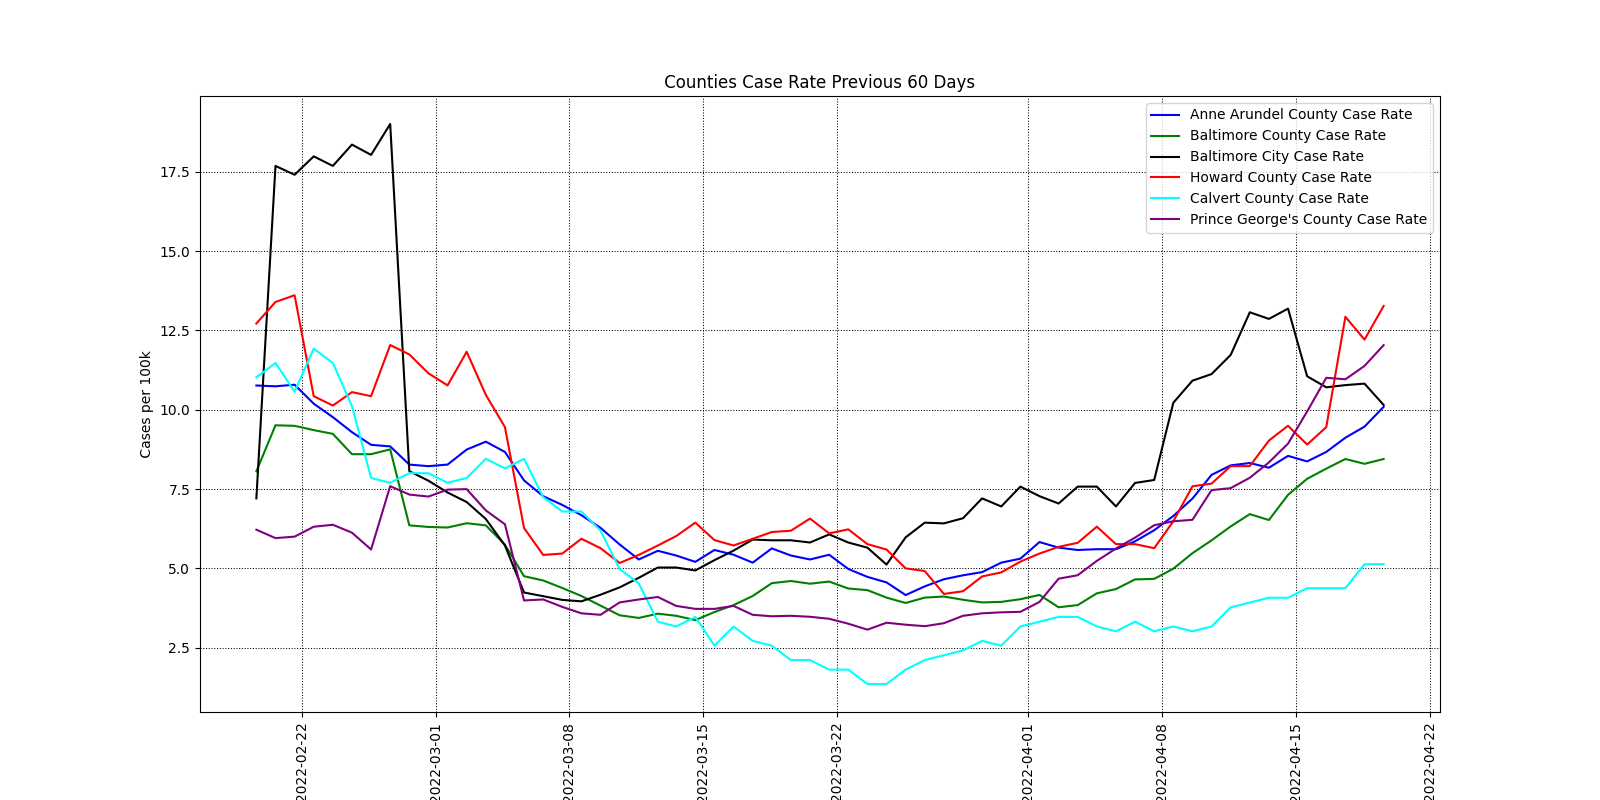 Counties Case Rate Previous 60 Days
Anne Arundel County Case Rate
Baltimore County Case Rate
Baltimore City Case Rate
Howard County Case Rate
Calvert County Case Rate
Prince George's County Case Rate
Cases per 100k
17.5
15.0
12.5
10.0
7.5
5.0
2.5
2022-02-22
2022-03-01
2022-03-08
2022-03-15
2022-03-22
2022-04-01
2022-04-08
2022-04-15
2022-04-22